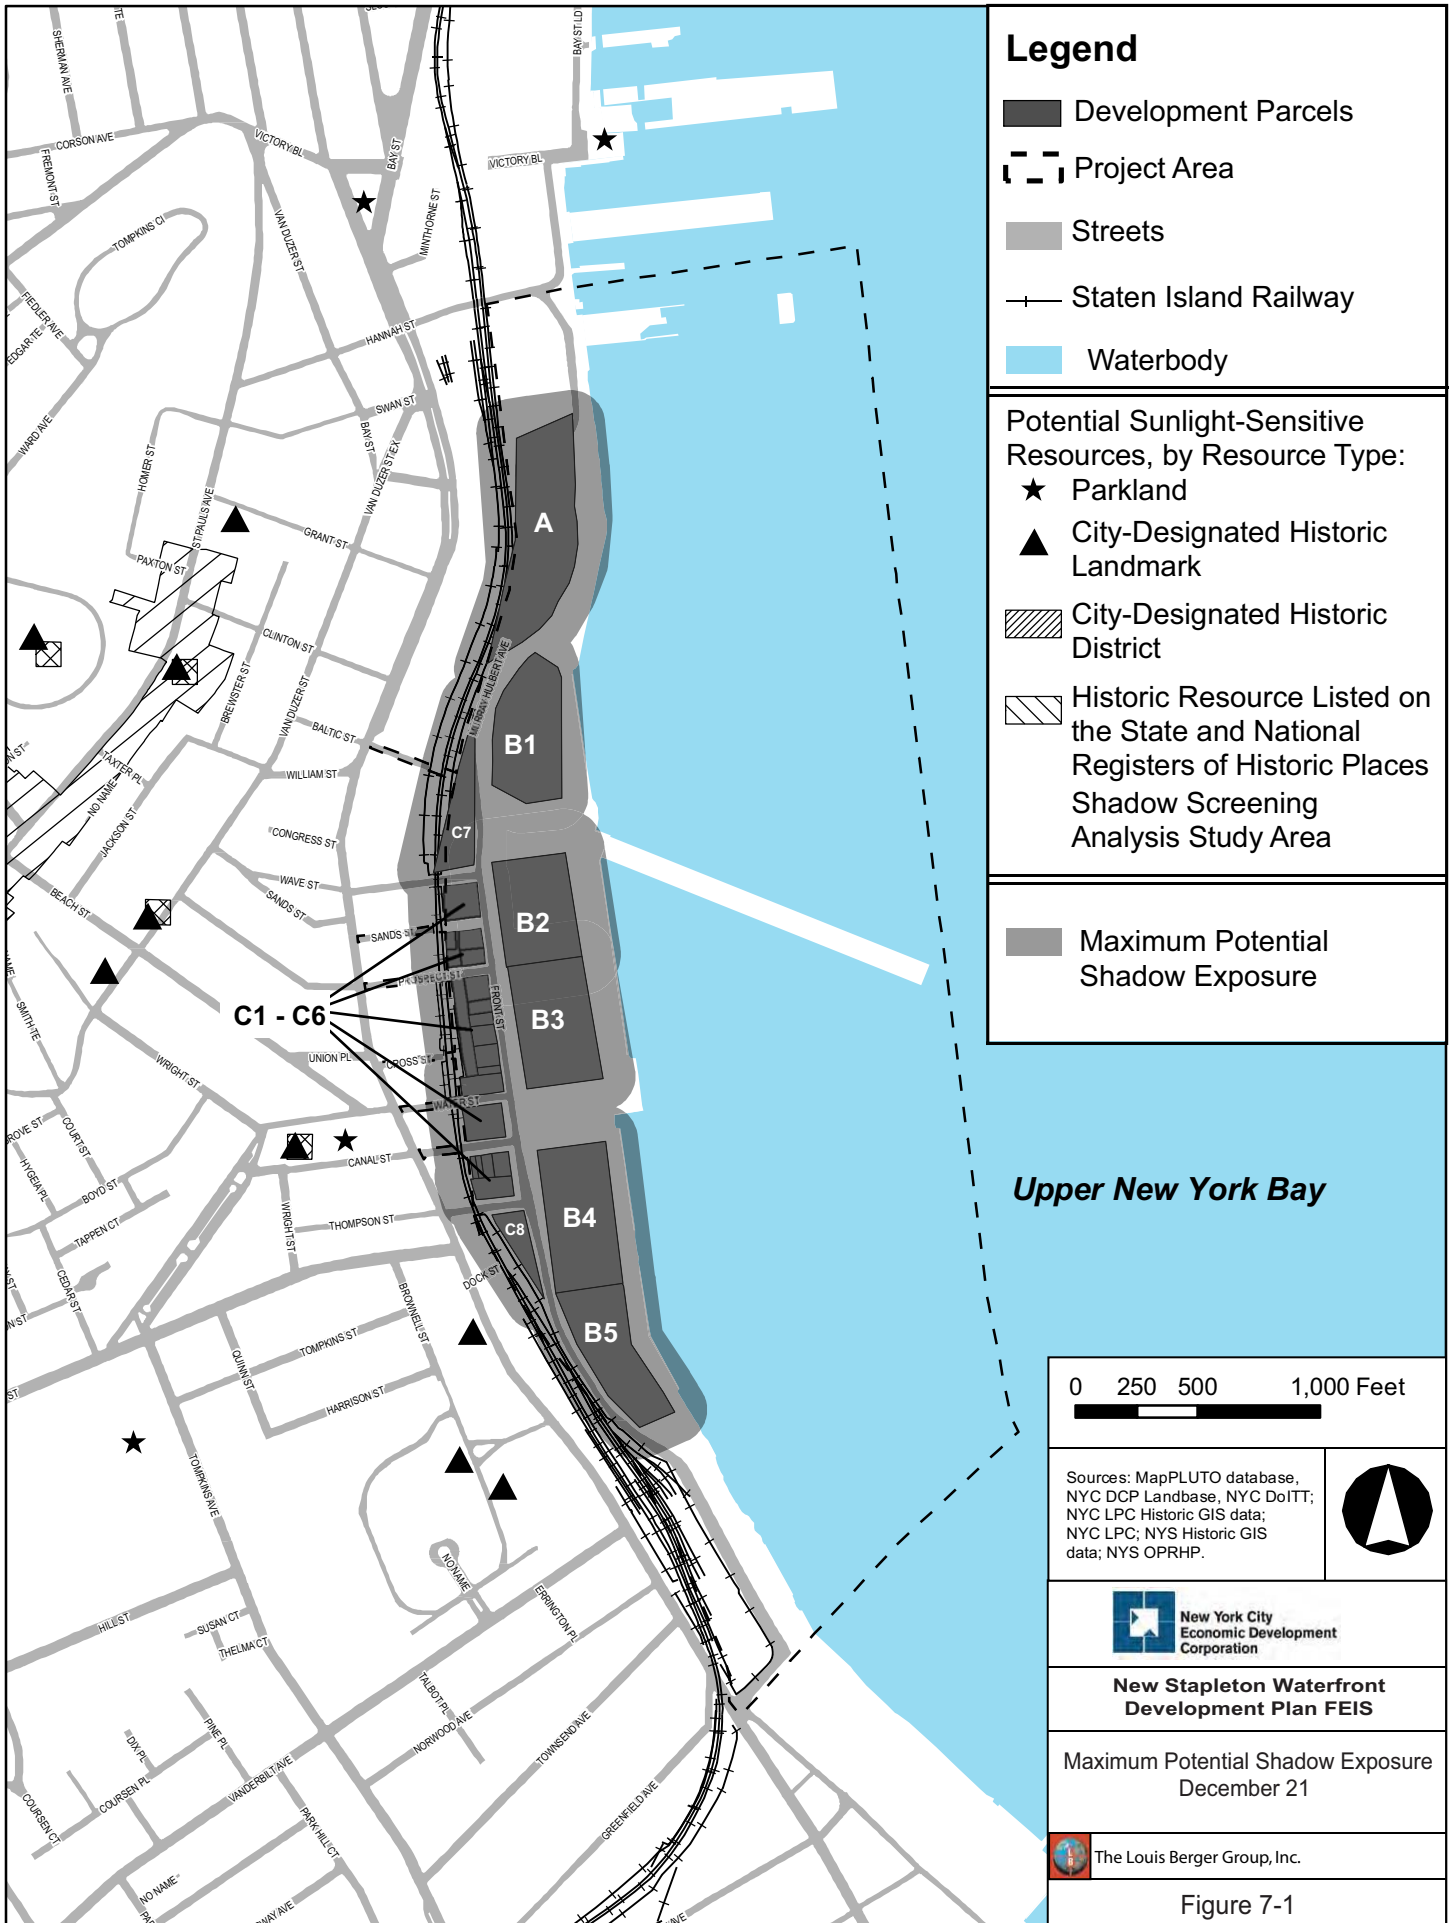 Legend
Development Parcels
Project Area
Streets
Staten Island Railway
Waterbody
Potential Sunlight-Sensitive
Resources, by Resource Type:
Parkland
City-Designated Historic
Landmark
City-Designated Historic
District
Historic Resource Listed on
the State and National
Registers of Historic Places
Shadow Screening
Analysis Study Area
Maximum Potential
Shadow Exposure
SHERMAN AVE
BAY ST LD
CORSON AVE
FREMONT ST
VICTORY BL
BAY ST
VICTORY BL
MINTHORNE ST
TOMPKINS CI
VAN DUZER ST
FIEDLER AVE
EDGAR TE
HANNAH ST
WARD AVE
SWAN ST
BAY ST
VAN DUZER ST EX
HOMER ST
ST PAULS AVE
GRANT ST
PAXTON ST
A
CLINTON ST
BREWSTER ST
VAN DUZER ST
MURRAY HULBERT AVE
BALTIC ST
B1
TAXTER PL
NO NAME
WILLIAM ST
JACKSON ST
CONGRESS ST
C7
WAVE ST
SANDS ST
BEACH ST
SANDS ST
B2
PROSPECT ST
FRONT ST
C1 - C6
B3
SMITH TE
UNION PL
CROSS ST
WRIGHT ST
WATER ST
GROVE ST
COURT ST
HYGEIA PL
CANAL ST
BOYD ST
Upper New York Bay
WRIGHT ST
THOMPSON ST
TAPPEN CT
C8
B4
CEDAR ST
DOCK ST
BROWNELL ST
TOMPKINS ST
QUINN ST
B5
HARRISON ST
TOMPKINS AVE
NO NAME
ERRINGTON PL
HILL ST
SUSAN CT
THELMA CT
TALBOT PL
NORWOOD AVE
PINE PL
DIX PL
TOWNSEND AVE
COURSEN PL
VANDERBILT AVE
COURSEN CT
PARK HILL CT
GREENFIELD AVE
NO NAME
0 250 500 1,000 Feet
Sources: MapPLUTO database,
NYC DCP Landbase, NYC DoITT;
NYC LPC Historic GIS data;
NYC LPC; NYS Historic GIS
data; NYS OPRHP.
New York City
Economic Development
Corporation
New Stapleton Waterfront
Development Plan FEIS
Maximum Potential Shadow Exposure
December 21
The Louis Berger Group, Inc.
Figure 7-1